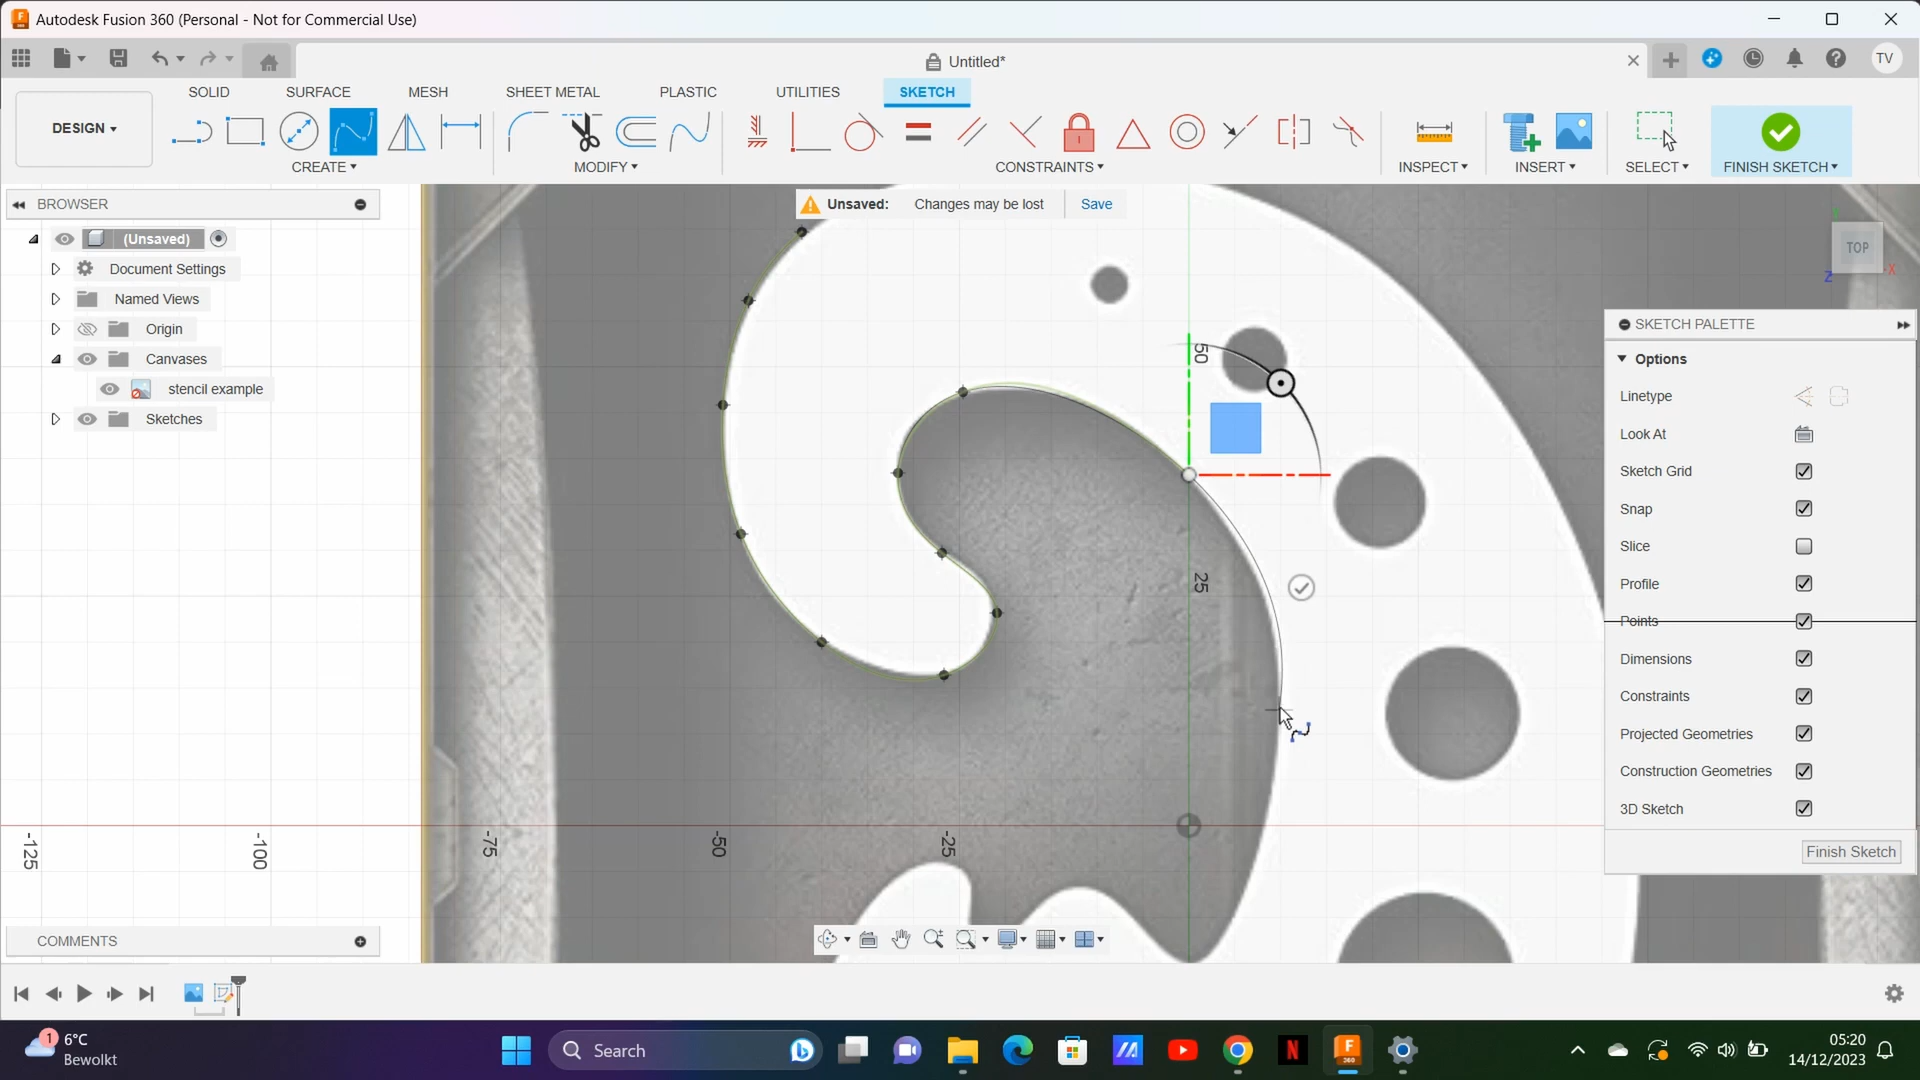 Autodesk Fusion 360 (Personal - Not for Commercial Use)
Untitled*
TV
SOLID SURFACE MESH SHEET METAL PLASTIC UTILITIES SKETCH
DESIGN
CREATE MODIFY CONSTRAINTS INSPECT INSERT SELECT FINISH SKETCH
BROWSER
Unsaved: Changes may be lost Save
(Unsaved)
Document Settings
Named Views
Origin
Canvases
stencil example
Sketches
TOP
X
Z
50
25
-125
-100
-75
-50
-25
SKETCH PALETTE
Options
Linetype
Look At
Sketch Grid
Snap
Slice
Profile
Points
Dimensions
Constraints
Projected Geometries
Construction Geometries
3D Sketch
Finish Sketch
COMMENTS
1
6°C
Bewolkt
Search
N
F
360
05:20
14/12/2023